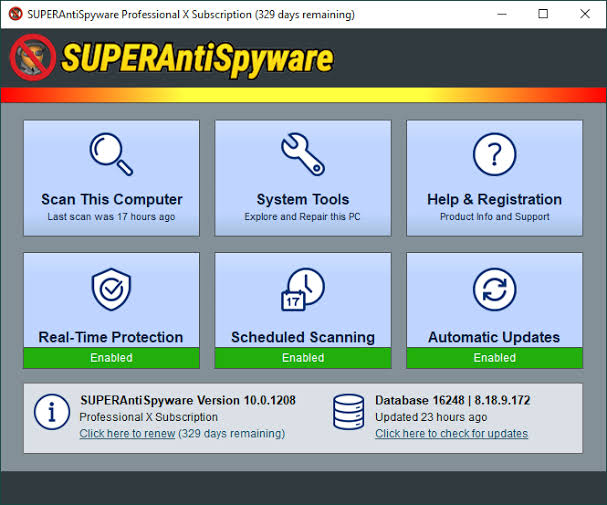 SUPERAntiSpyware Professional X Subscription (329 days remaining)
SUPERAntiSpyware
Scan This Computer
Last scan was 17 hours ago
System Tools
Explore and Repair this PC
?
Help & Registration
Product Info and Support
Real-Time Protection
Enabled
17
Scheduled Scanning
Enabled
Automatic Updates
Enabled
SUPERAntiSpyware Version 10.0.1208
Professional X Subscription
Click here to renew (329 days remaining)
Database 16248 | 8.18.9.172
Updated 23 hours ago
Click here to check for updates